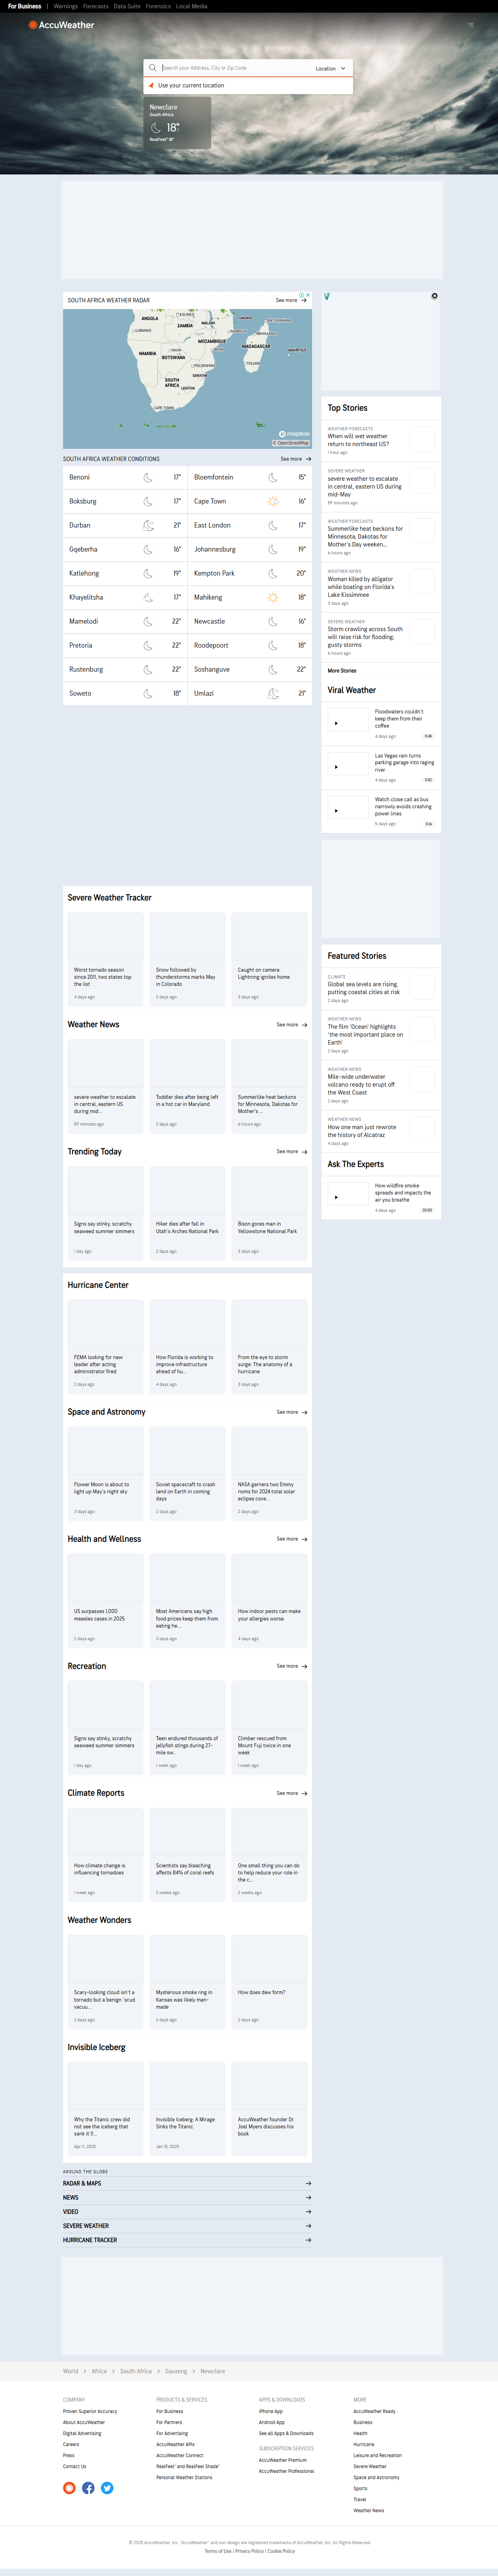 For Business | Warnings Forecasts Data Suite Forensics Local Media
AccuWeather
Search your Address, City or Zip Code Location
Use your current location
Newclare
South Africa
18°
RealFeel® 18°
SOUTH AFRICA WEATHER RADAR See more
ANGOLA
ZAMBIA
MALAWI
MOZAMBIQUE
NAMIBIA
BOTSWANA
MADAGASCAR
MAURITIUS
ESWATINI
SOUTH
AFRICA
LESOTHO
CAPE TOWN
mapbox
© OpenStreetMap
SOUTH AFRICA WEATHER CONDITIONS See more
Benoni 17° Bloemfontein 15°
Boksburg 17° Cape Town 16°
Durban 21° East London 17°
Gqeberha 16° Johannesburg 19°
Katlehong 19° Kempton Park 20°
Khayelitsha 17° Mahikeng 18°
Mamelodi 22° Newcastle 16°
Pretoria 22° Roodepoort 18°
Rustenburg 22° Soshanguve 22°
Soweto 18° Umlazi 21°
Top Stories
WEATHER FORECASTS
When will wet weather
return to northeast US?
1 hour ago
SEVERE WEATHER
severe weather to escalate
in central, eastern US during
mid-May
59 minutes ago
WEATHER FORECASTS
Summerlike heat beckons for
Minnesota, Dakotas for
Mother's Day weeken...
6 hours ago
WEATHER NEWS
Woman killed by alligator
while boating on Florida's
Lake Kissimmee
3 days ago
SEVERE WEATHER
Storm crawling across South
will raise risk for flooding,
gusty storms
6 hours ago
More Stories
Viral Weather
Floodwaters couldn't
keep them from their
coffee
4 days ago 0:46
Las Vegas rain turns
parking garage into raging
river
4 days ago 0:52
Watch close call as bus
narrowly avoids crashing
power lines
5 days ago 0:14
Featured Stories
CLIMATE
Global sea levels are rising,
putting coastal cities at risk
2 days ago
WEATHER NEWS
The film 'Ocean' highlights
'the most important place on
Earth'
2 days ago
WEATHER NEWS
Mile-wide underwater
volcano ready to erupt off
the West Coast
2 days ago
WEATHER NEWS
How one man just rewrote
the history of Alcatraz
4 days ago
Ask The Experts
How wildfire smoke
spreads and impacts the
air you breathe
4 days ago
Severe Weather Tracker
Worst tornado season
since 2011, two states top
the list
4 days ago
Snow followed by
thunderstorms marks May
in Colorado
3 days ago
Caught on camera:
Lightning ignites home
3 days ago
Weather News See more
severe weather to escalate
in central, eastern US
during mid...
59 minutes ago
Toddler dies after being left
in a hot car in Maryland
2 days ago
Summerlike heat beckons
for Minnesota, Dakotas for
Mother's ...
6 hours ago
Trending Today See more
Signs say stinky, scratchy
seaweed summer simmers
1 day ago
Hiker dies after fall in
Utah's Arches National Park
2 days ago
Bison gores man in
Yellowstone National Park
3 days ago
Hurricane Center
FEMA looking for new
leader after acting
administrator fired
2 days ago
How Florida is working to
improve infrastructure
ahead of hu...
4 days ago
From the eye to storm
surge: The anatomy of a
hurricane
3 days ago
Space and Astronomy See more
Flower Moon is about to
light up May's night sky
3 days ago
Soviet spacecraft to crash
land on Earth in coming
days
2 days ago
NASA garners two Emmy
noms for 2024 total solar
eclipse cove...
2 days ago
Health and Wellness See more
US surpasses 1,000
measles cases in 2025
2 days ago
Most Americans say high
food prices keep them from
eating he...
3 days ago
How indoor pests can make
your allergies worse
4 days ago
Recreation See more
Signs say stinky, scratchy
seaweed summer simmers
1 day ago
Teen endured thousands of
jellyfish stings during 27-
mile sw...
1 week ago
Climber rescued from
Mount Fuji twice in one
week
1 week ago
Climate Reports See more
How climate change is
influencing tornadoes
1 week ago
Scientists say bleaching
affects 84% of coral reefs
2 weeks ago
One small thing you can do
to help reduce your role in
the c...
2 weeks ago
Weather Wonders
Scary-looking cloud isn't a
tornado but a benign 'scud
vacuu...
2 days ago
Mysterious smoke ring in
Kansas was likely man-
made
3 days ago
How does dew form?
2 days ago
Invisible Iceberg
Why the Titanic crew did
not see the iceberg that
sank it 11...
Apr 11, 2025
Invisible Iceberg: A Mirage
Sinks the Titanic
Jan 15, 2025
AccuWeather founder Dr.
Joel Myers discusses his
book
AROUND THE GLOBE
RADAR & MAPS
NEWS
VIDEO
SEVERE WEATHER
HURRICANE TRACKER
World > Africa > South Africa > Gauteng > Newclare
COMPANY
Proven Superior Accuracy
About AccuWeather
Digital Advertising
Careers
Press
Contact Us
PRODUCTS & SERVICES
For Business
For Partners
For Advertising
AccuWeather APIs
AccuWeather Connect
RealFeel® and RealFeel Shade™
Personal Weather Stations
APPS & DOWNLOADS
iPhone App
Android App
See all Apps & Downloads
SUBSCRIPTION SERVICES
AccuWeather Premium
AccuWeather Professional
MORE
AccuWeather Ready
Business
Health
Hurricane
Leisure and Recreation
Severe Weather
Space and Astronomy
Sports
Travel
Weather News
© 2025 AccuWeather, Inc. "AccuWeather" and sun design are registered trademarks of AccuWeather, Inc. All Rights Reserved.
Terms of Use | Privacy Policy | Cookie Policy